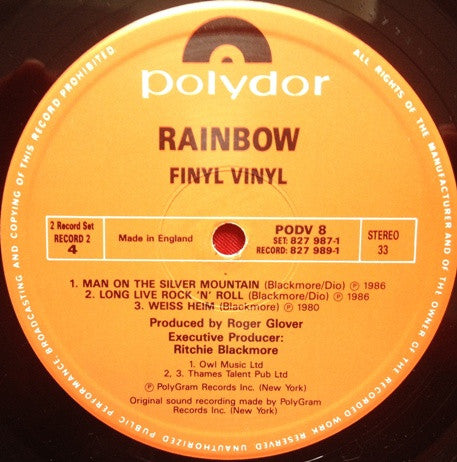 polydor
RAINBOW
FINYL VINYL
2 Record Set
RECORD 2
4
Made in England
PODV 8
SET: 827 987-1
RECORD: 827 989-1
STEREO
33
1. MAN ON THE SILVER MOUNTAIN (Blackmore/Dio) ℗ 1986
2. LONG LIVE ROCK 'N' ROLL (Blackmore/Dio) ℗ 1986
3. WEISS HEIM (Blackmore) ℗ 1980
Produced by Roger Glover
Executive Producer:
Ritchie Blackmore
1. Owl Music Ltd
2, 3. Thames Talent Pub Ltd
℗ PolyGram Records Inc. (New York)
Original sound recording made by PolyGram
Records Inc. (New York)
ALL RIGHTS OF THE MANUFACTURER AND OF THE OWNER OF THE RECORDED WORK RESERVED. UNAUTHORIZED PUBLIC PERFORMANCE BROADCASTING AND COPYING OF THIS RECORD PROHIBITED.